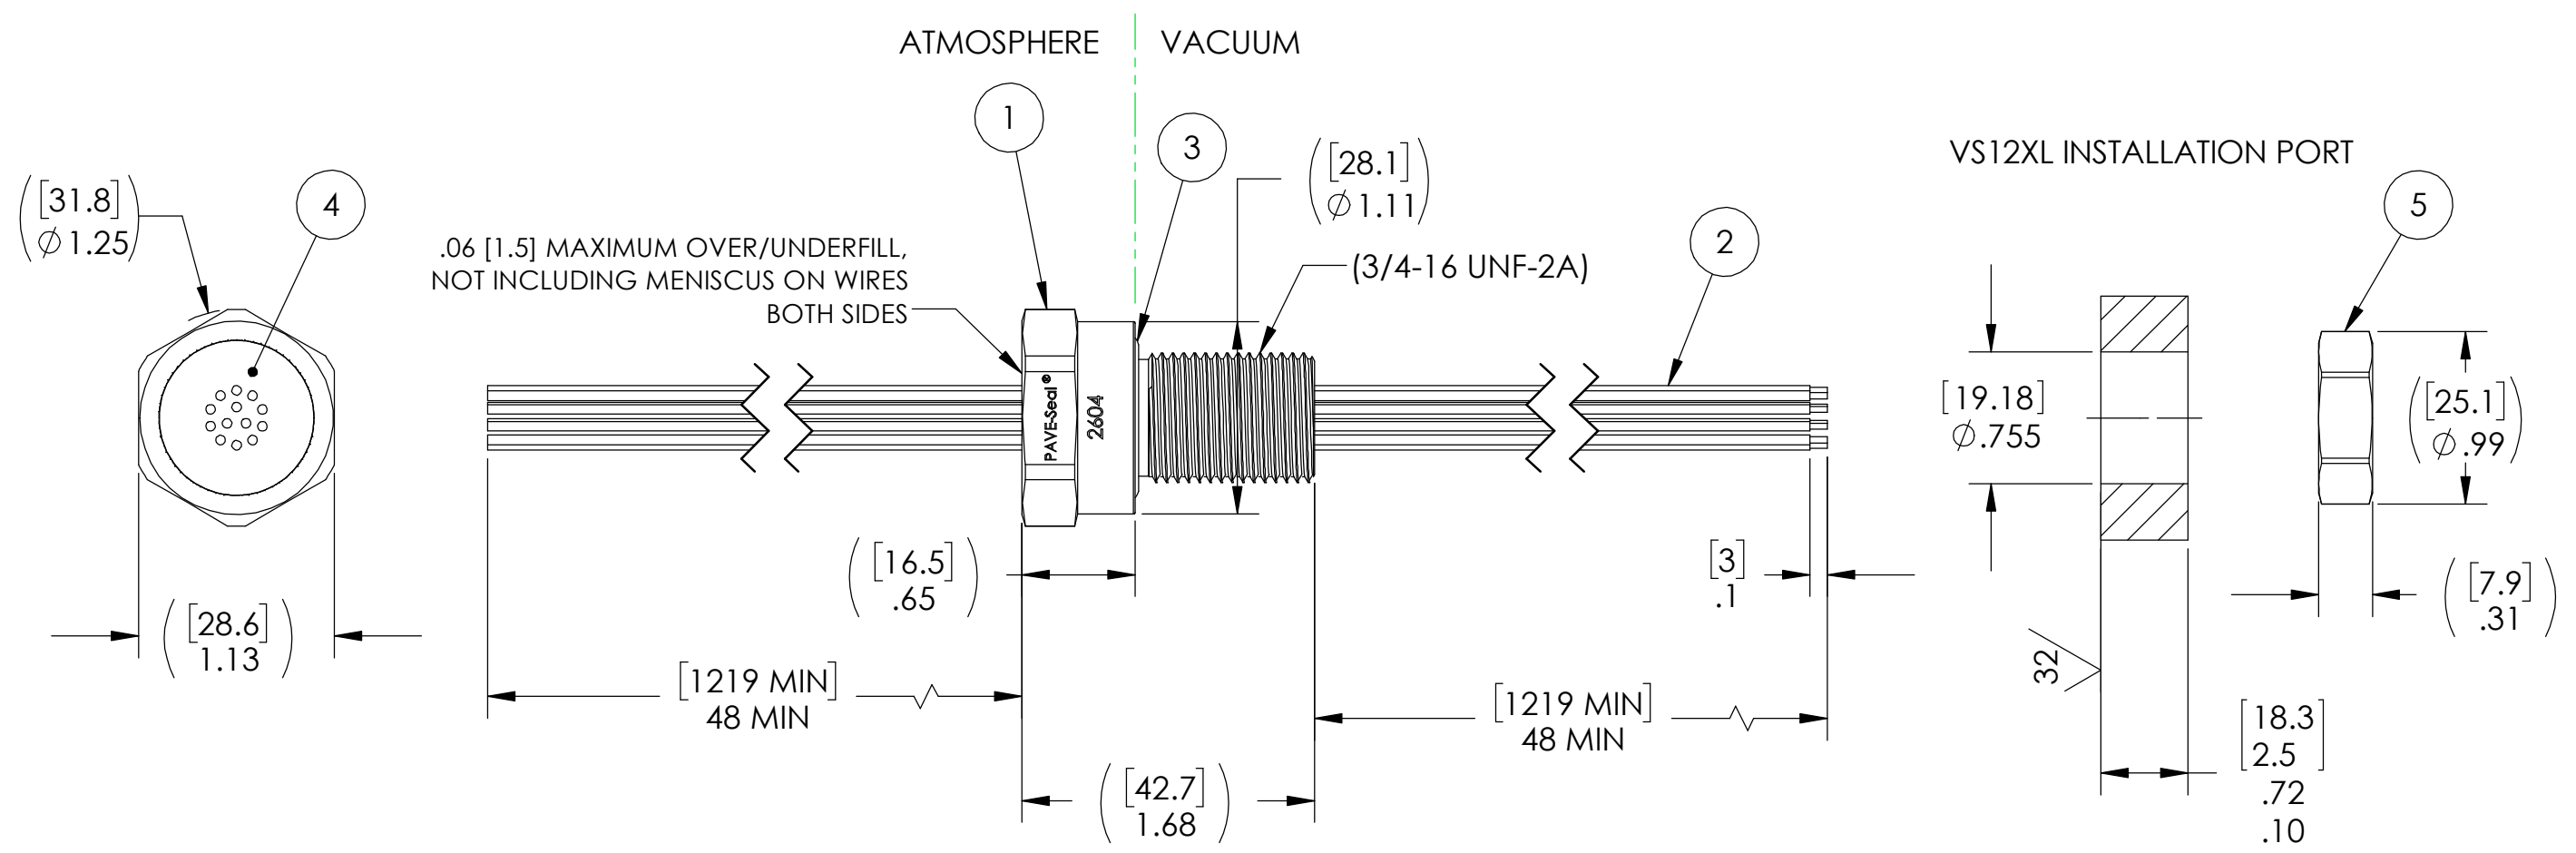 ATMOSPHERE
VACUUM
1
3
VS12XL INSTALLATION PORT
([31.8]
Ø 1.25)
4
([28.1]
Ø 1.11)
5
2
.06 [1.5] MAXIMUM OVER/UNDERFILL,
NOT INCLUDING MENISCUS ON WIRES
BOTH SIDES
(3/4-16 UNF-2A)
PAVE-Seal®
2604
[19.18]
Ø.755
([25.1]
Ø .99)
([16.5]
.65)
[3]
.1
([7.9]
.31)
([28.6]
1.13)
32
[1219 MIN]
48 MIN
[1219 MIN]
48 MIN
[18.3
2.5]
.72
.10
([42.7]
1.68)